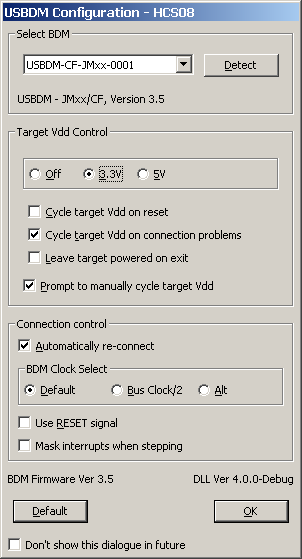 USBDM Configuration - HCS08
Select BDM
USBDM-CF-JMxx-0001
Detect
USBDM - JMxx/CF, Version 3.5
Target Vdd Control
Off 3.3V 5V
Cycle target Vdd on reset
Cycle target Vdd on connection problems
Leave target powered on exit
Prompt to manually cycle target Vdd
Connection control
Automatically re-connect
BDM Clock Select
Default Bus Clock/2 Alt
Use RESET signal
Mask interrupts when stepping
BDM Firmware Ver 3.5 DLL Ver 4.0.0-Debug
Default OK
Don't show this dialogue in future